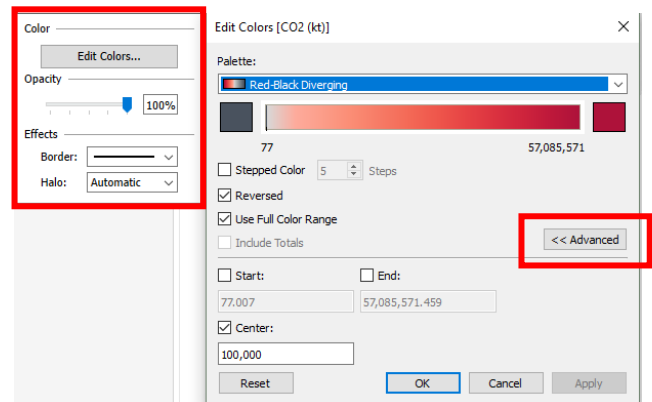 Color
Edit Colors...
Opacity
100%
Effects
Border:
Halo: Automatic
Edit Colors [CO2 (kt)]
Palette:
Red-Black Diverging
77 57,085,571
Stepped Color 5 Steps
Reversed
Use Full Color Range
Include Totals
<< Advanced
Start: End:
77.007 57,085,571.459
Center:
100,000
Reset OK Cancel Apply